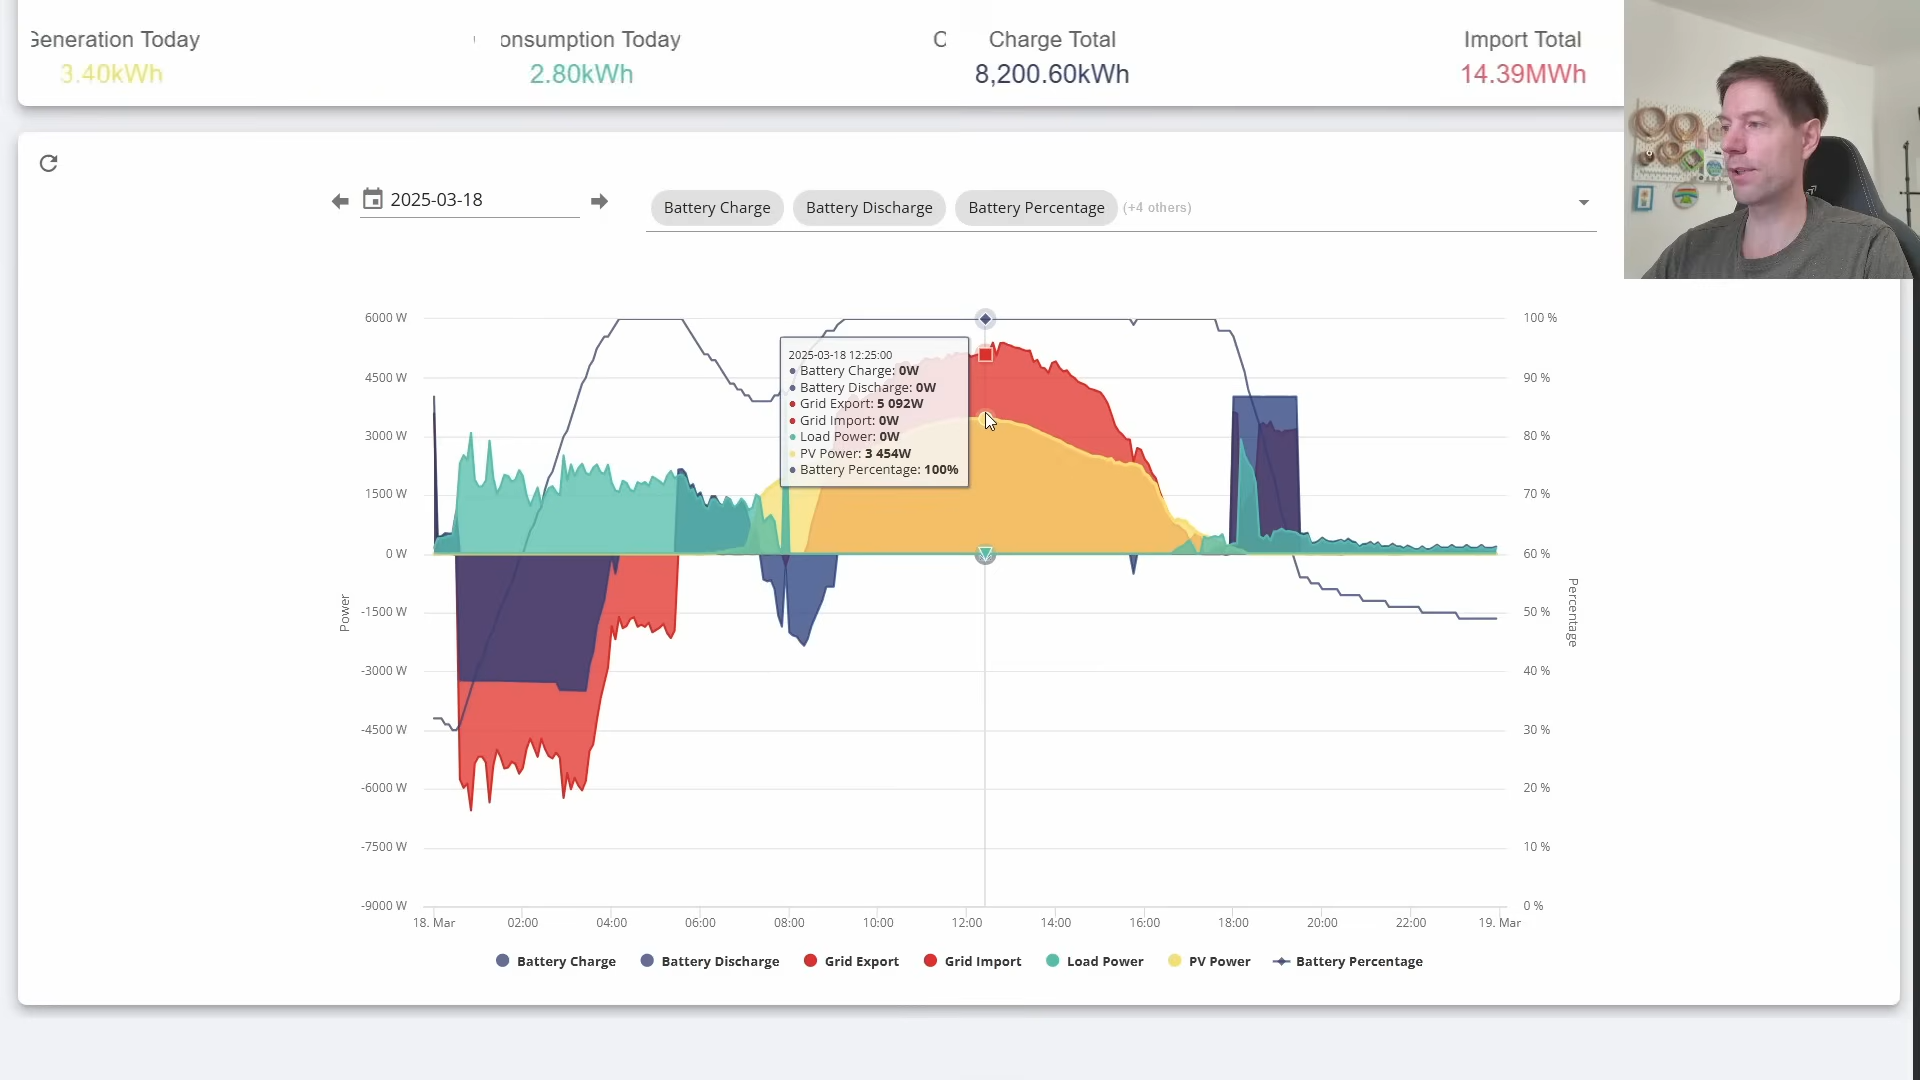 Generation Today
onsumption Today
C
Charge Total
Import Total
3.40kWh
2.80kWh
8,200.60kWh
14.39MWh
2025-03-18
Battery Charge
Battery Discharge
Battery Percentage
(+4 others)
6000 W
4500 W
3000 W
1500 W
0 W
-1500 W
-3000 W
-4500 W
-6000 W
-7500 W
-9000 W
Power
2025-03-18 12:25:00
Battery Charge: 0W
Battery Discharge: 0W
Grid Export: 5 092W
Grid Import: 0W
Load Power: 0W
PV Power: 3 454W
Battery Percentage: 100%
100 %
90 %
80 %
70 %
60 %
50 %
40 %
30 %
20 %
10 %
0 %
Percentage
18. Mar
02:00
04:00
06:00
08:00
10:00
12:00
14:00
16:00
18:00
20:00
22:00
19. Mar
Battery Charge
Battery Discharge
Grid Export
Grid Import
Load Power
PV Power
Battery Percentage